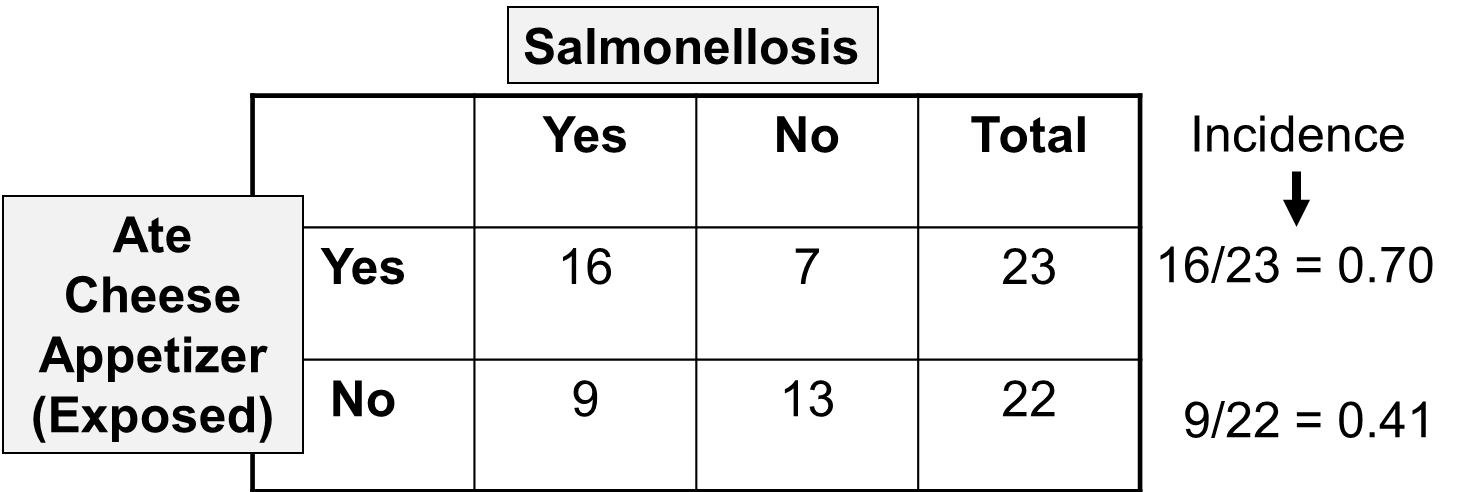 Salmonellosis
Yes No Total
Incidence
Ate
Cheese
Appetizer
(Exposed)
Yes 16 7 23
16/23 = 0.70
No 9 13 22
9/22 = 0.41